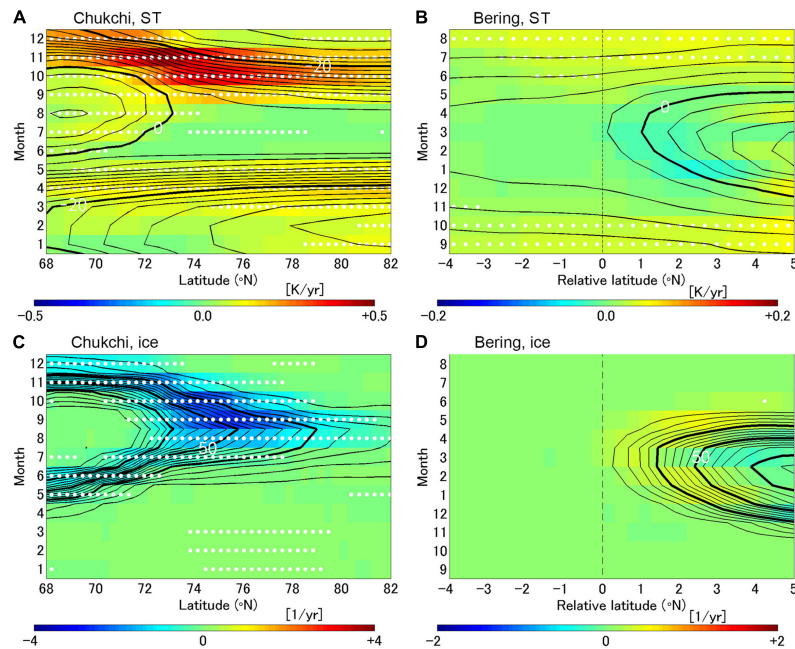 A Chukchi, ST
12
11
10
9
8
7
6
5
4
3
2
1
Month
20
0
-20
68 70 72 74 76 78 80 82
Latitude (°N)
[K/yr]
−0.5 0.0 +0.5
B Bering, ST
8
7
6
5
4
3
2
1
12
11
10
9
Month
0
−4 −3 −2 −1 0 1 2 3 4 5
Relative latitude (°N)
[K/yr]
−0.2 0.0 +0.2
C Chukchi, ice
12
11
10
9
8
7
6
5
4
3
2
1
Month
50
68 70 72 74 76 78 80 82
Latitude (°N)
[1/yr]
−4 0 +4
D Bering, ice
8
7
6
5
4
3
2
1
12
11
10
9
Month
50
−4 −3 −2 −1 0 1 2 3 4 5
Relative latitude (°N)
[1/yr]
−2 0 +2